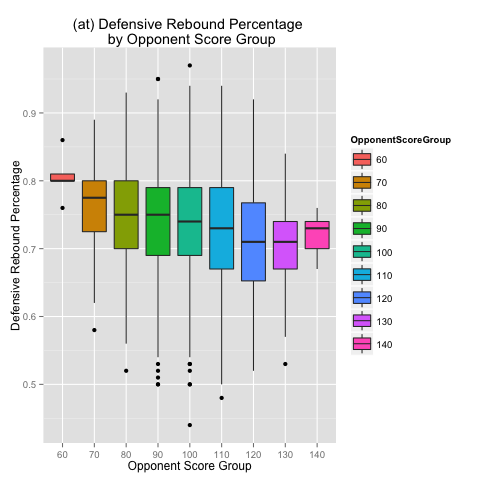 (at) Defensive Rebound Percentage
by Opponent Score Group
Defensive Rebound Percentage
0.9
0.8
0.7
0.6
0.5
60 70 80 90 100 110 120 130 140
Opponent Score Group
OpponentScoreGroup
60
70
80
90
100
110
120
130
140